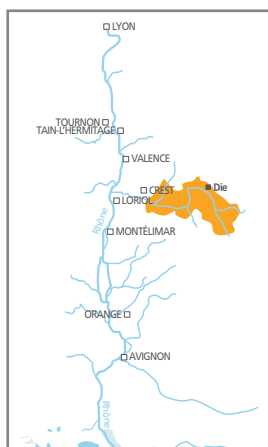 LYON
TOURNON
TAIN-L'HERMITAGE
VALENCE
CREST
Die
LORIOL
Rhône
MONTÉLIMAR
ORANGE
AVIGNON
Rhône